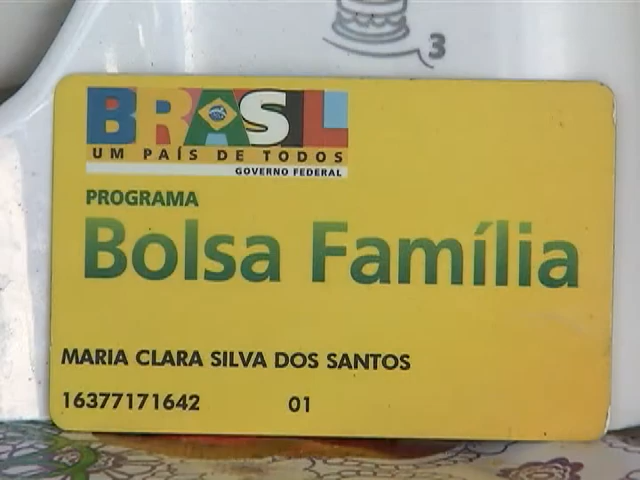 3
BRASIL
UM PAÍS DE TODOS
GOVERNO FEDERAL
PROGRAMA
Bolsa Família
MARIA CLARA SILVA DOS SANTOS
16377171642 01